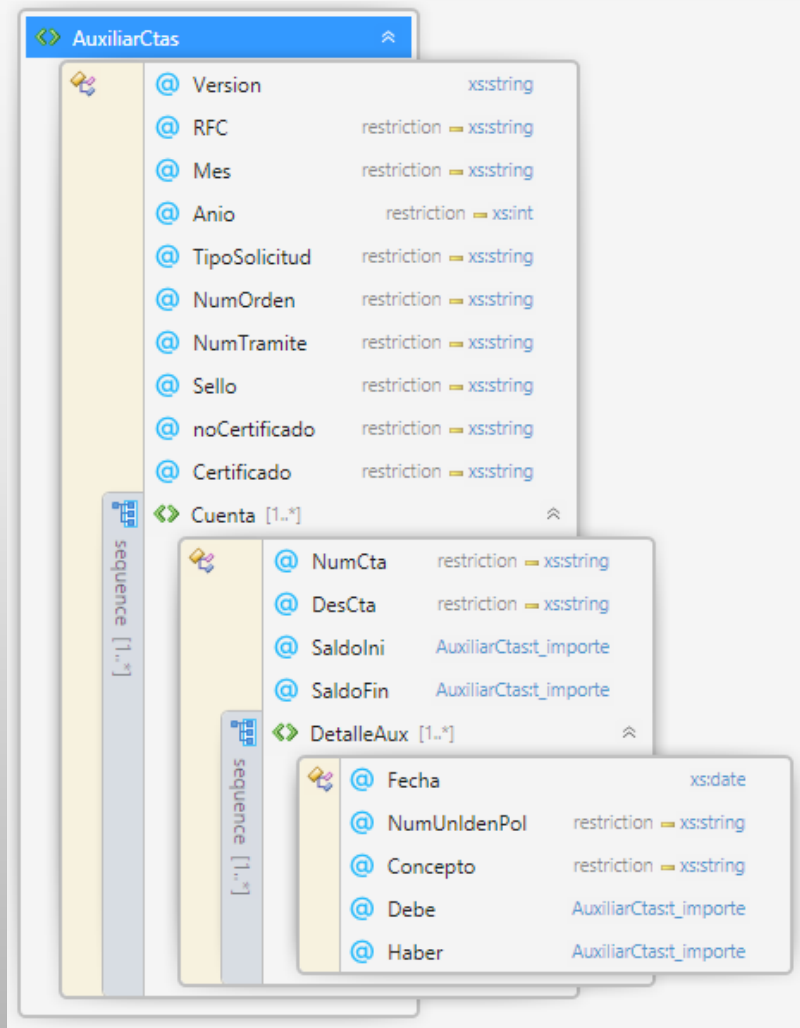 AuxiliarCtas
@ Version xs:string
@ RFC restriction xs:string
@ Mes restriction xs:string
@ Anio restriction xs:int
@ TipoSolicitud restriction xs:string
@ NumOrden restriction xs:string
@ NumTramite restriction xs:string
@ Sello restriction xs:string
@ noCertificado restriction xs:string
@ Certificado restriction xs:string
Cuenta [1..*]
sequence [1..*]
@ NumCta restriction xs:string
@ DesCta restriction xs:string
@ SaldoIni AuxiliarCtas:t_importe
@ SaldoFin AuxiliarCtas:t_importe
DetalleAux [1..*]
sequence [1..*]
@ Fecha xs:date
@ NumUnIdenPol restriction xs:string
@ Concepto restriction xs:string
@ Debe AuxiliarCtas:t_importe
@ Haber AuxiliarCtas:t_importe